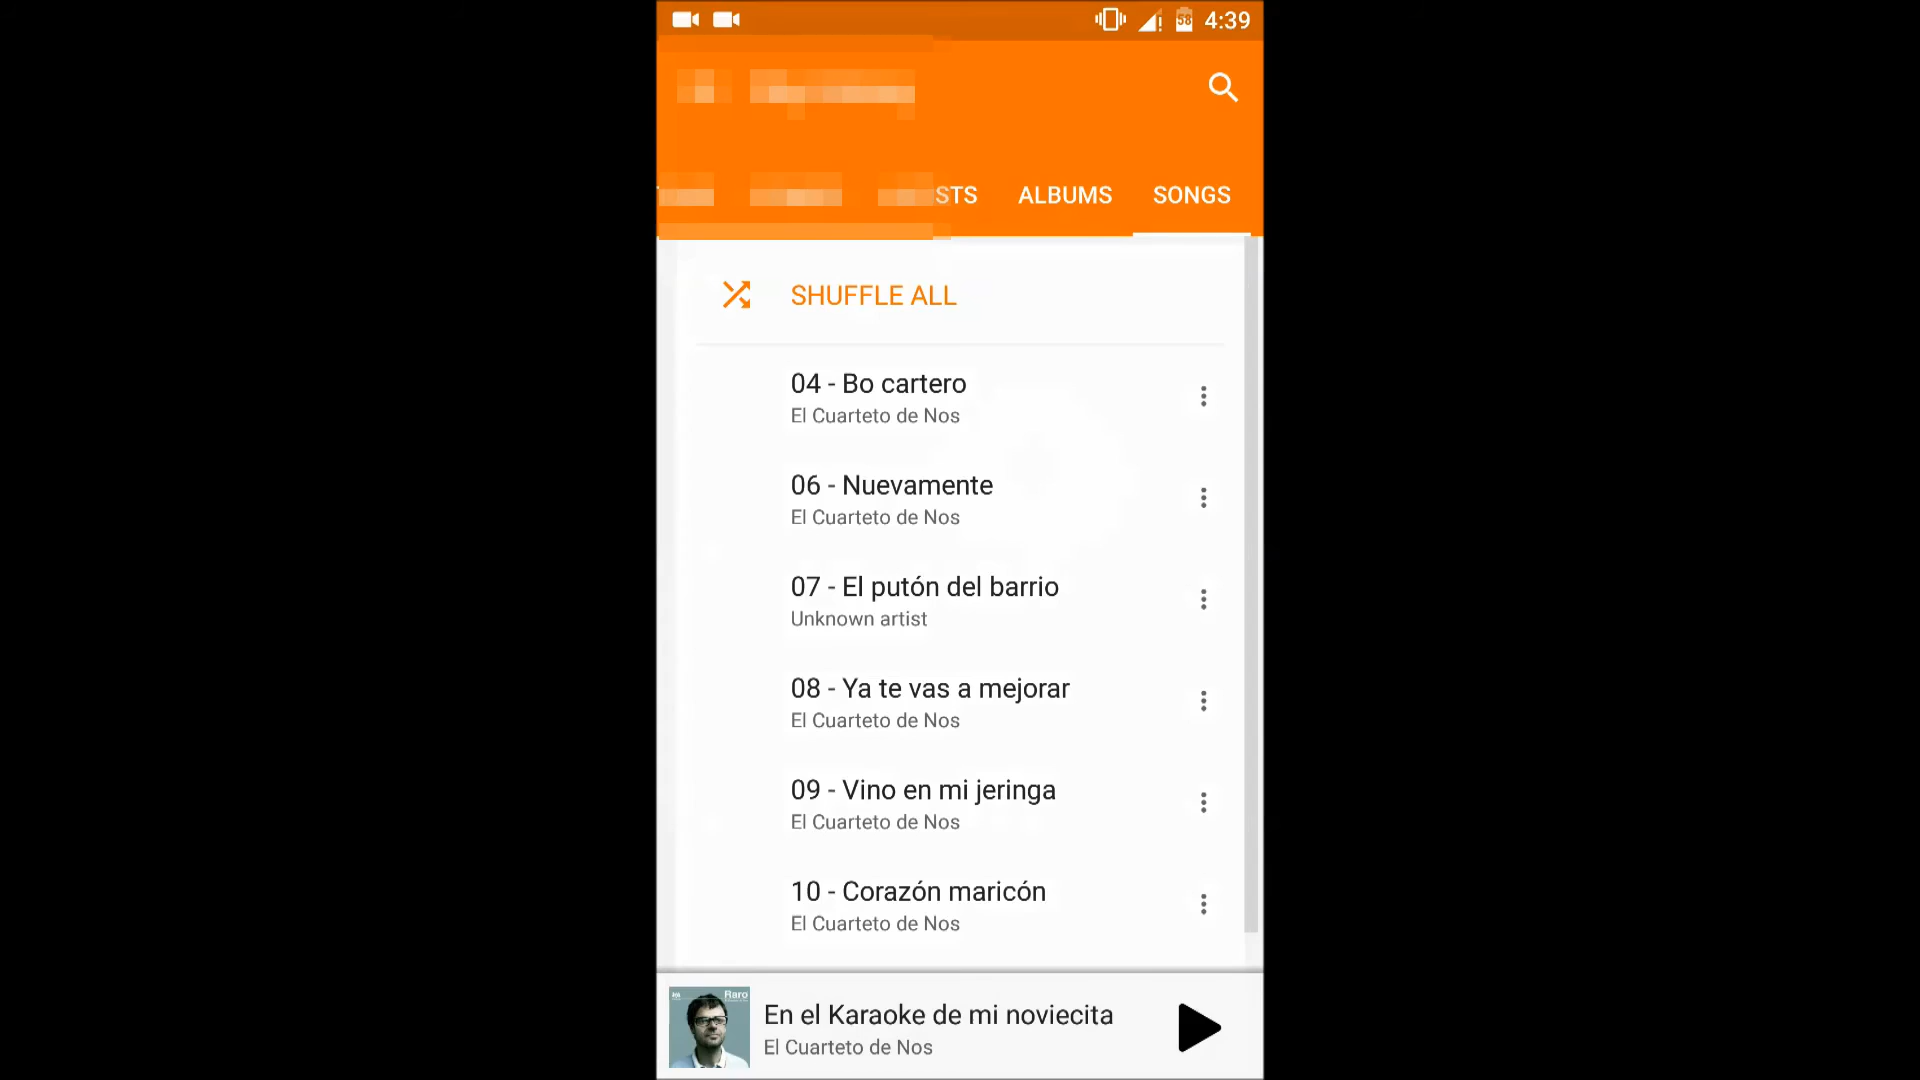 58 4:39
STS ALBUMS SONGS
SHUFFLE ALL
04 - Bo cartero
El Cuarteto de Nos
06 - Nuevamente
El Cuarteto de Nos
07 - El putón del barrio
Unknown artist
08 - Ya te vas a mejorar
El Cuarteto de Nos
09 - Vino en mi jeringa
El Cuarteto de Nos
10 - Corazón maricón
El Cuarteto de Nos
Raro
En el Karaoke de mi noviecita
El Cuarteto de Nos